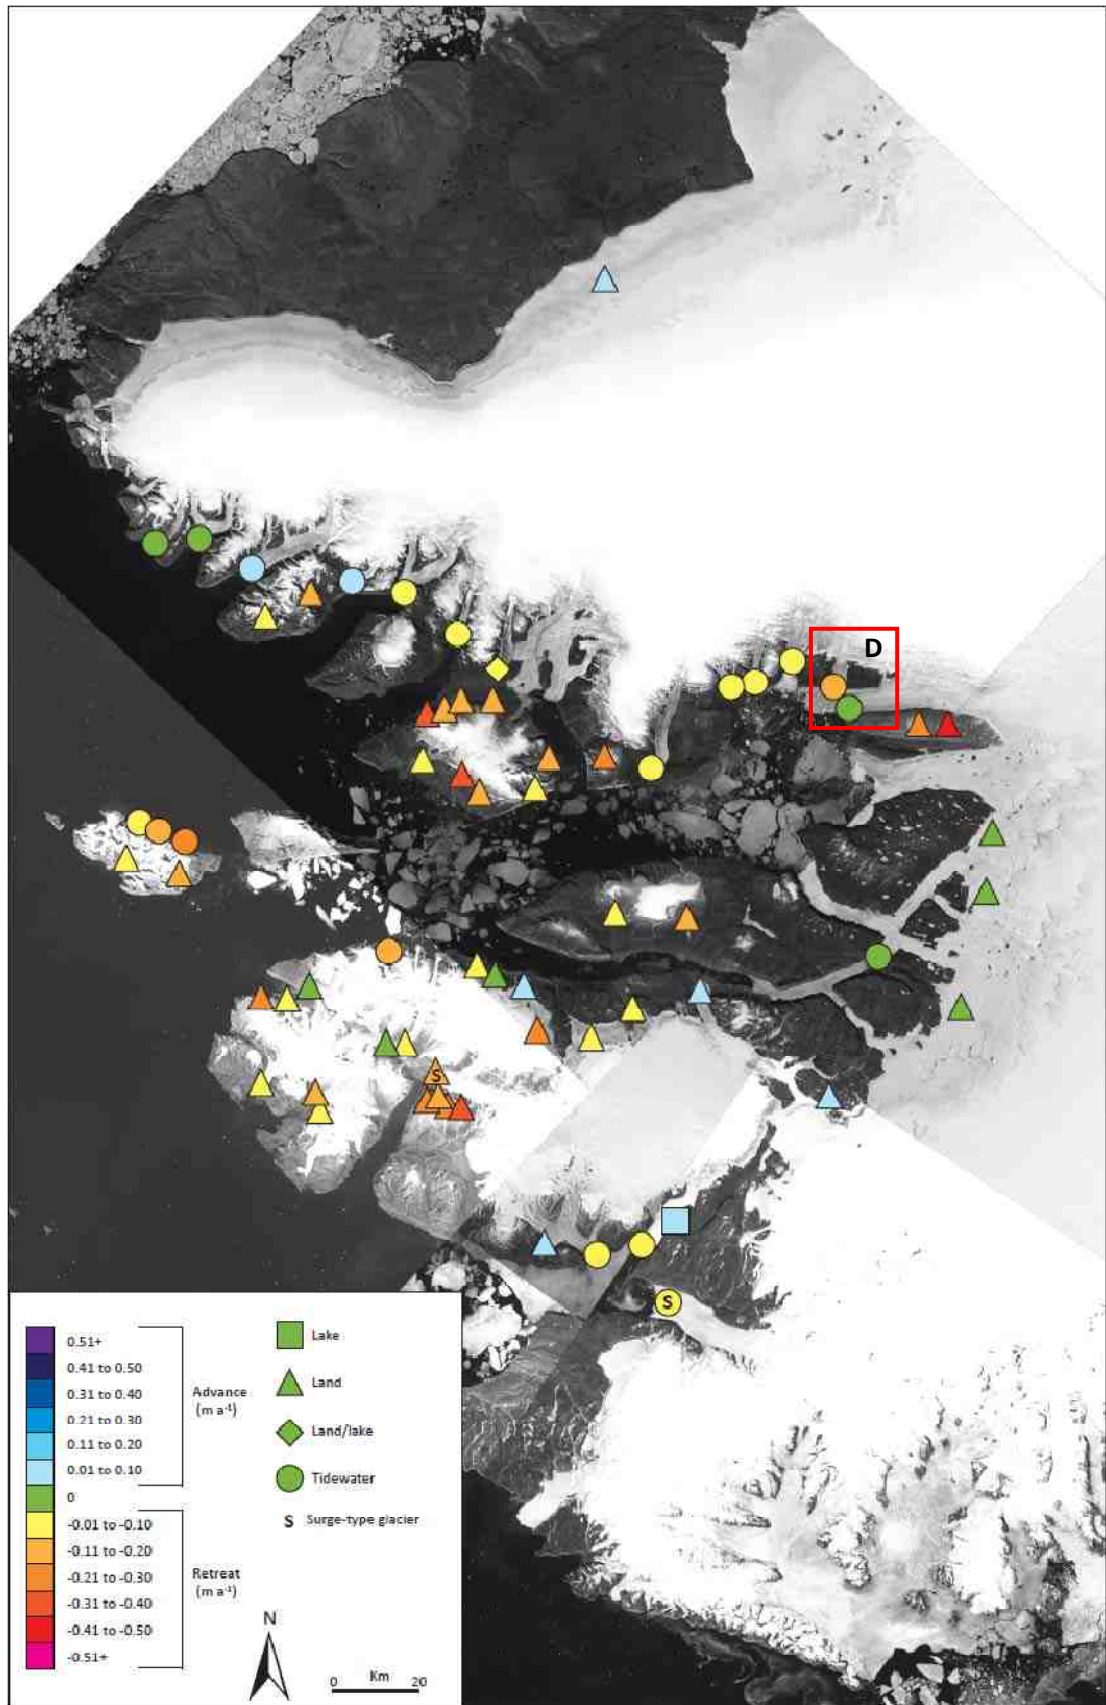 D
S
S
0.51+
0.41 to 0.50
0.31 to 0.40
0.21 to 0.30
0.11 to 0.20
0.01 to 0.10
0
-0.01 to -0.10
-0.11 to -0.20
-0.21 to -0.30
-0.31 to -0.40
-0.41 to -0.50
-0.51+
Advance
(m a⁻¹)
Retreat
(m a⁻¹)
Lake
Land
Land/lake
Tidewater
S Surge-type glacier
N
0 Km 20